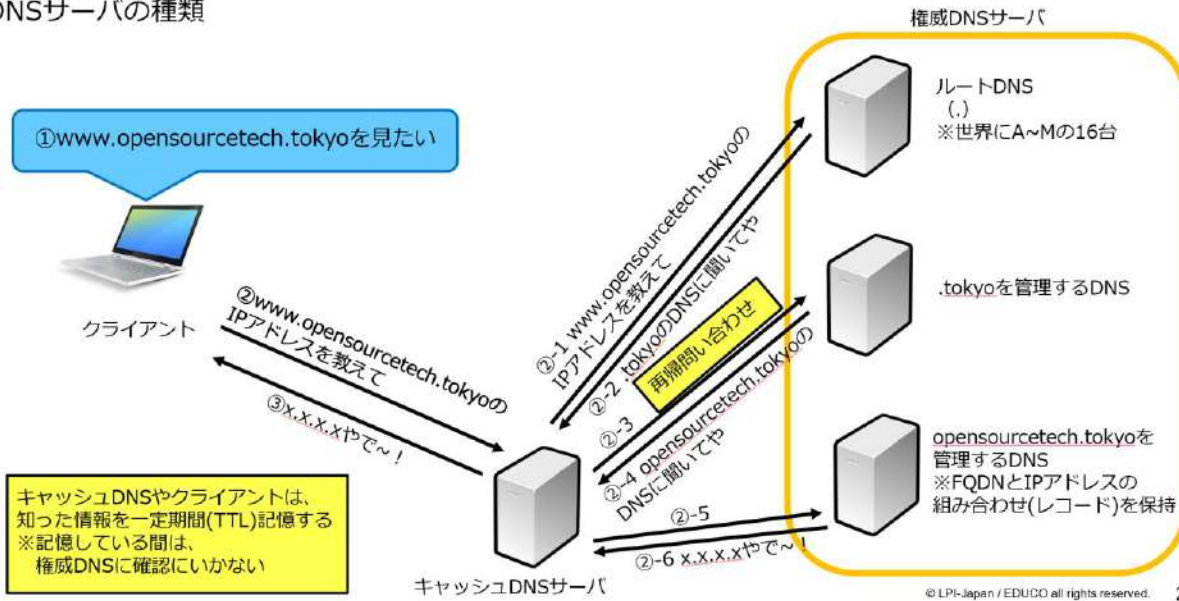 DNSサーバの種類
権威DNSサーバ
①www.opensourcetech.tokyoを見たい
クライアント
②www.opensourcetech.tokyoの
IPアドレスを教えて
③x.x.x.xやで~!
キャッシュDNSやクライアントは、
知った情報を一定期間(TTL)記憶する
※記憶している間は、
権威DNSに確認にいかない
キャッシュDNSサーバ
②-1 www.opensourcetech.tokyoの
IPアドレスを教えて
②-2 .tokyoのDNSに聞いてや
再帰問い合わせ
②-3
②-4 opensourcetech.tokyoの
DNSに聞いてや
②-5
②-6 x.x.x.xやで~!
ルートDNS
(.)
※世界にA~Mの16台
.tokyoを管理するDNS
opensourcetech.tokyoを
管理するDNS
※FQDNとIPアドレスの
組み合わせ(レコード)を保持
© LPI-Japan / EDUCO all rights reserved.